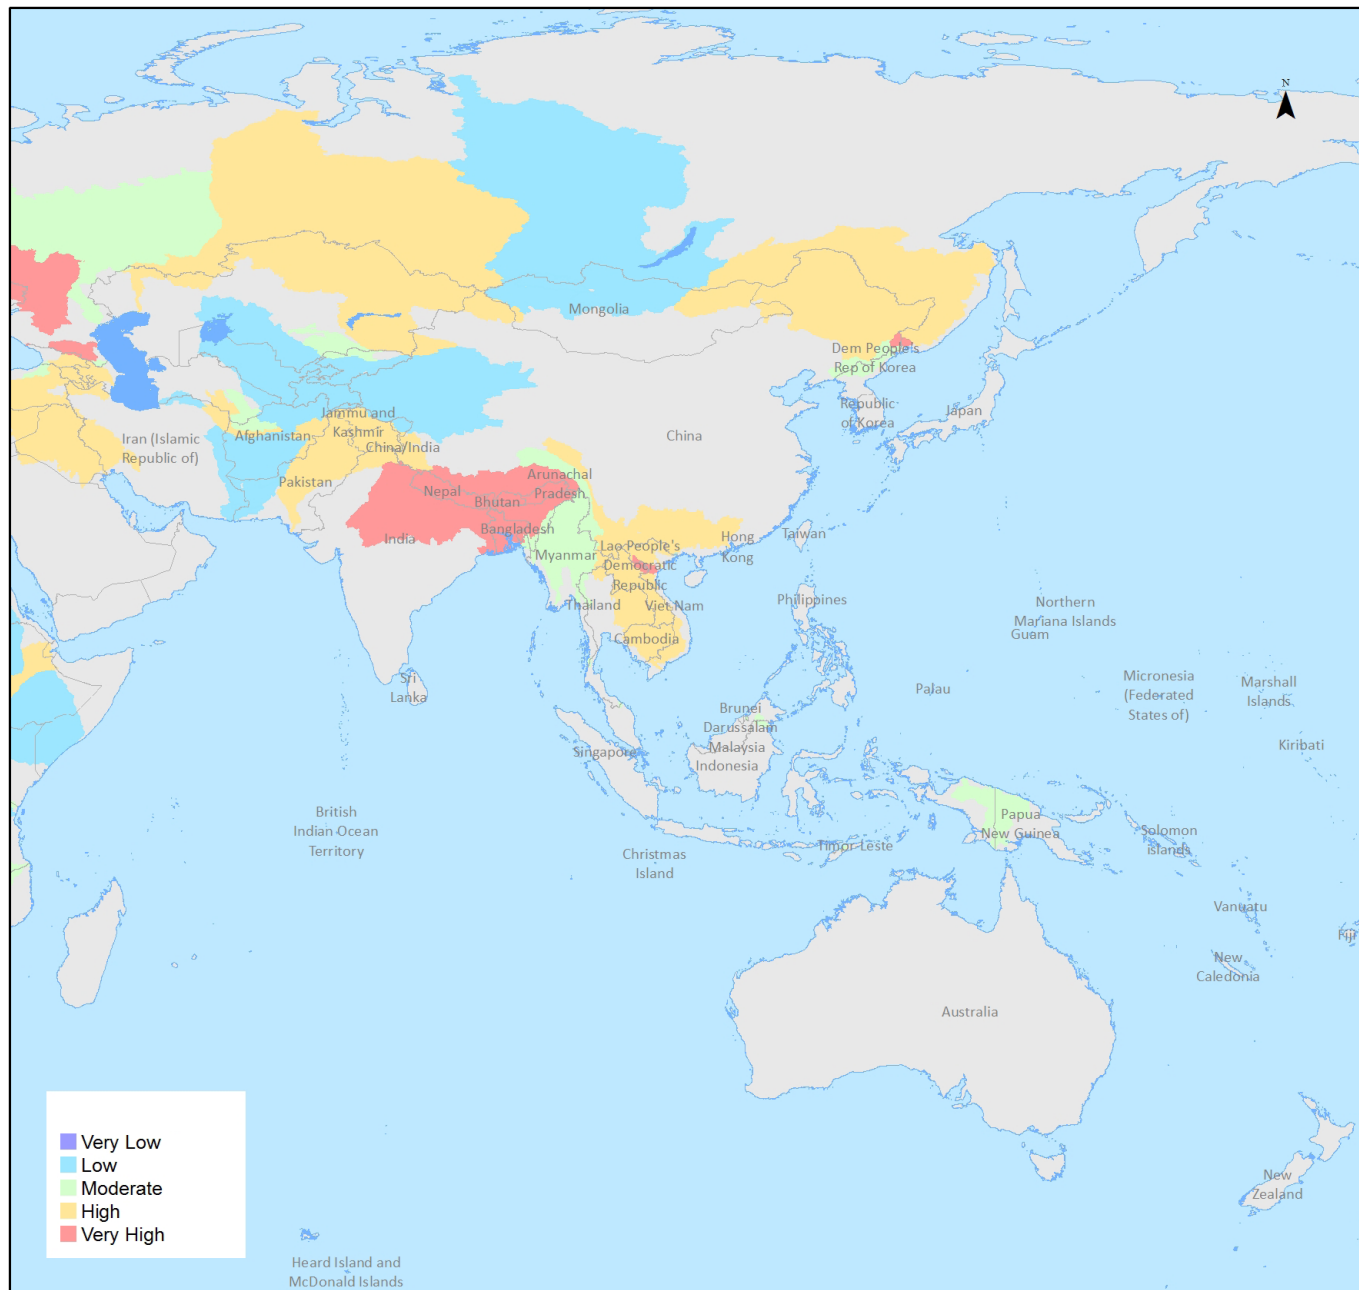 N
Mongolia
Dem People's
Rep of Korea
Republic
of Korea
Japan
Jammu and
Kashmir
China/India
Iran (Islamic
Republic of)
Afghanistan
China
Pakistan
Nepal
Bhutan
Arunachal
Pradesh
India
Bangladesh
Myanmar
Lao People's
Democratic
Republic
Hong
Kong
Taiwan
Thailand
Viet Nam
Philippines
Northern
Mariana Islands
Guam
Cambodia
Sri
Lanka
Palau
Micronesia
(Federated
States of)
Marshall
Islands
Kiribati
Brunei
Darussalam
Malaysia
Indonesia
Singapore
British
Indian Ocean
Territory
Papua
New Guinea
Solomon
islands
Timor-Leste
Christmas
Island
Vanuatu
Fiji
New
Caledonia
Australia
New
Zealand
Heard Island and
McDonald Islands
Very Low
Low
Moderate
High
Very High